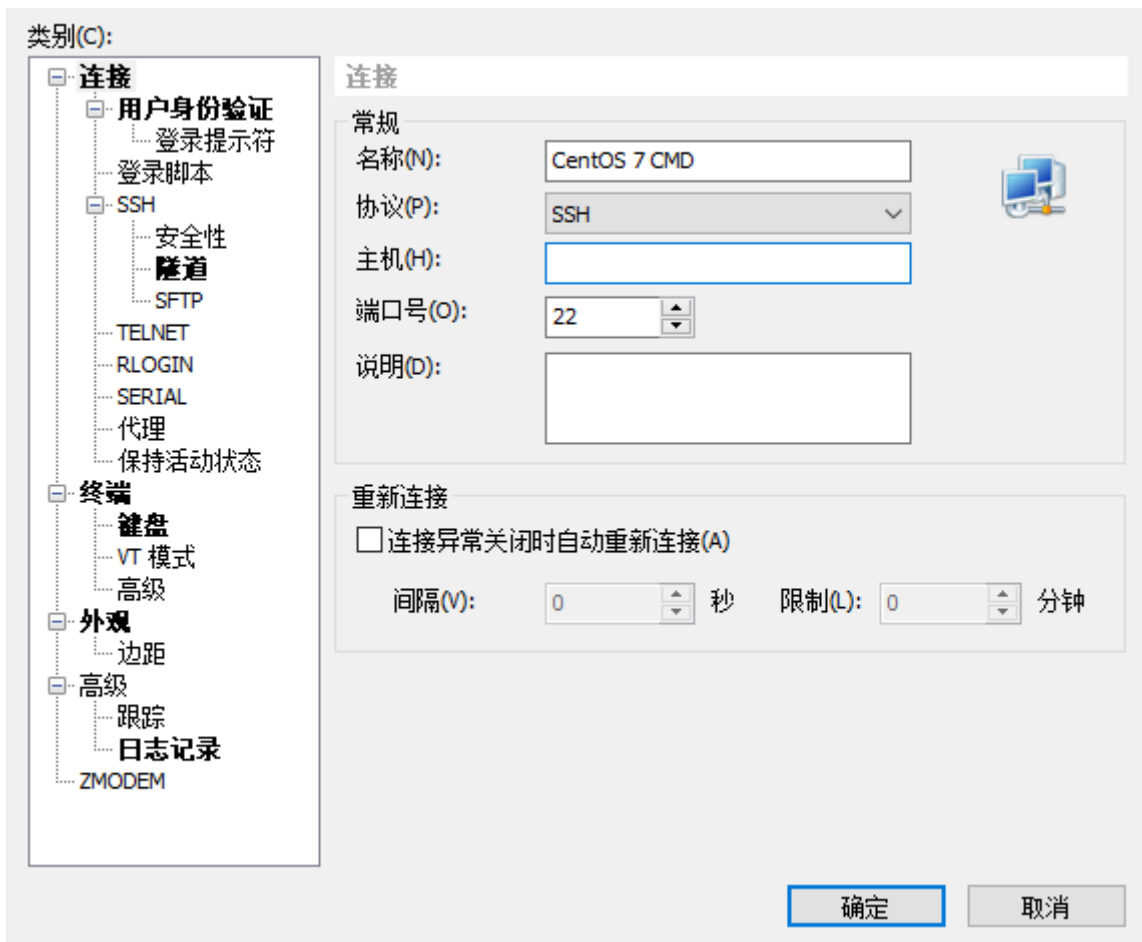 类别(C):
连接
用户身份验证
登录提示符
登录脚本
SSH
安全性
隧道
SFTP
TELNET
RLOGIN
SERIAL
代理
保持活动状态
终端
键盘
VT 模式
高级
外观
边距
高级
跟踪
日志记录
ZMODEM
连接
常规
名称(N): CentOS 7 CMD
协议(P): SSH
主机(H):
端口号(O): 22
说明(D):
重新连接
连接异常关闭时自动重新连接(A)
间隔(V): 0 秒 限制(L): 0 分钟
确定 取消